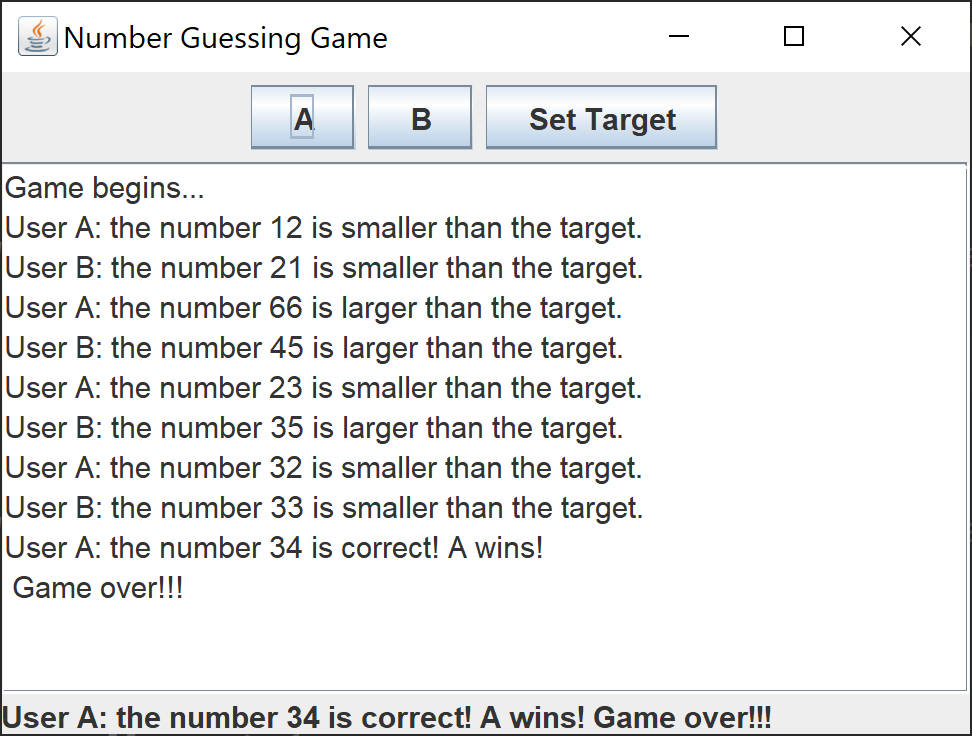 Number Guessing Game
A B Set Target
Game begins...
User A: the number 12 is smaller than the target.
User B: the number 21 is smaller than the target.
User A: the number 66 is larger than the target.
User B: the number 45 is larger than the target.
User A: the number 23 is smaller than the target.
User B: the number 35 is larger than the target.
User A: the number 32 is smaller than the target.
User B: the number 33 is smaller than the target.
User A: the number 34 is correct! A wins!
Game over!!!
User A: the number 34 is correct! A wins! Game over!!!